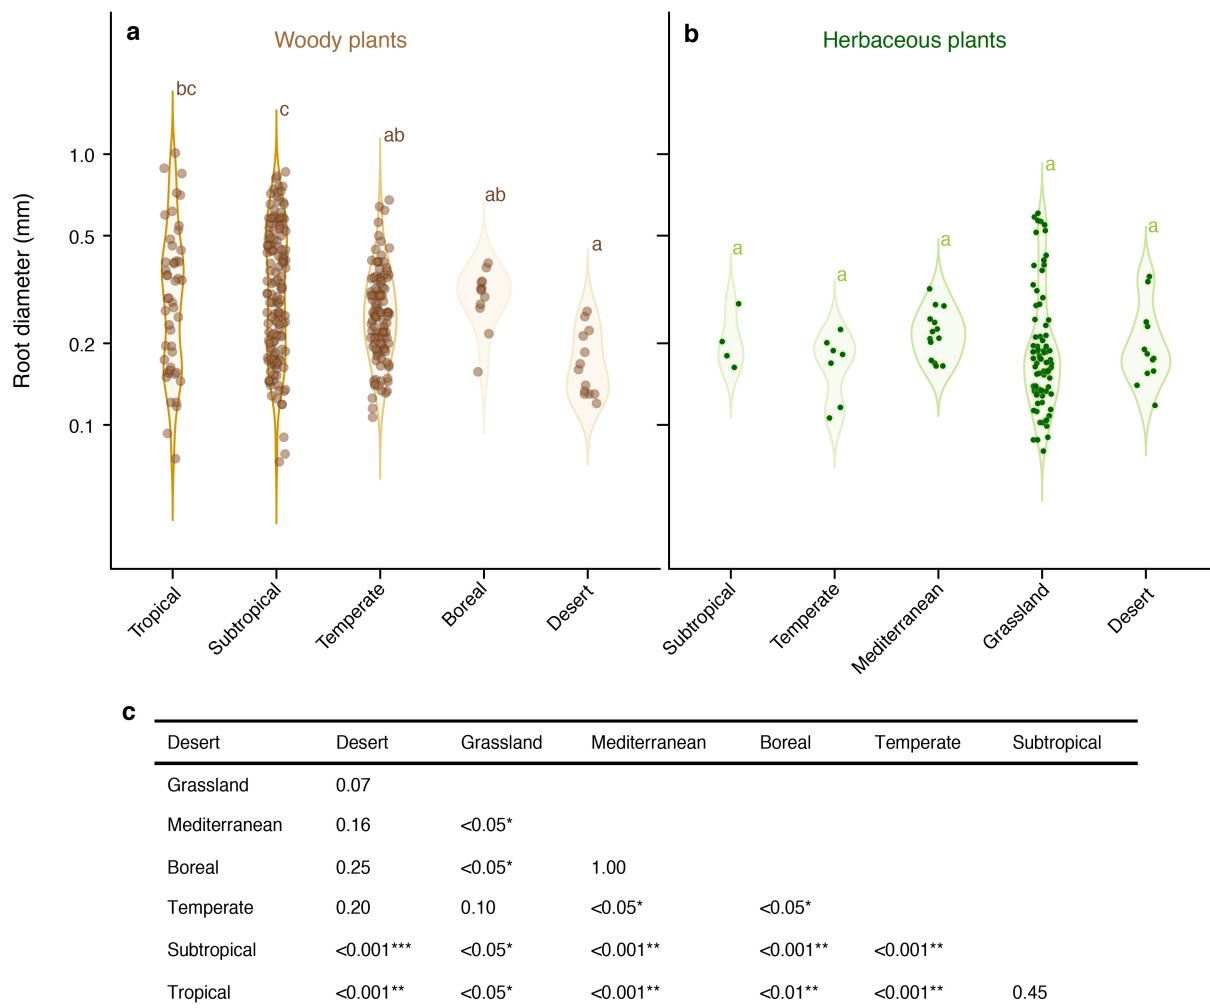 a
Woody plants
b
Herbaceous plants
bc
c
ab
ab
a
a
a
a
a
a
Root diameter (mm)
1.0
0.5
0.2
0.1
Tropical
Subtropical
Temperate
Boreal
Desert
Subtropical
Temperate
Mediterranean
Grassland
Desert
c
Desert Desert Grassland Mediterranean Boreal Temperate Subtropical
Grassland 0.07
Mediterranean 0.16 <0.05*
Boreal 0.25 <0.05* 1.00
Temperate 0.20 0.10 <0.05* <0.05*
Subtropical <0.001*** <0.05* <0.001** <0.001** <0.001**
Tropical <0.001** <0.05* <0.001** <0.01** <0.001** 0.45